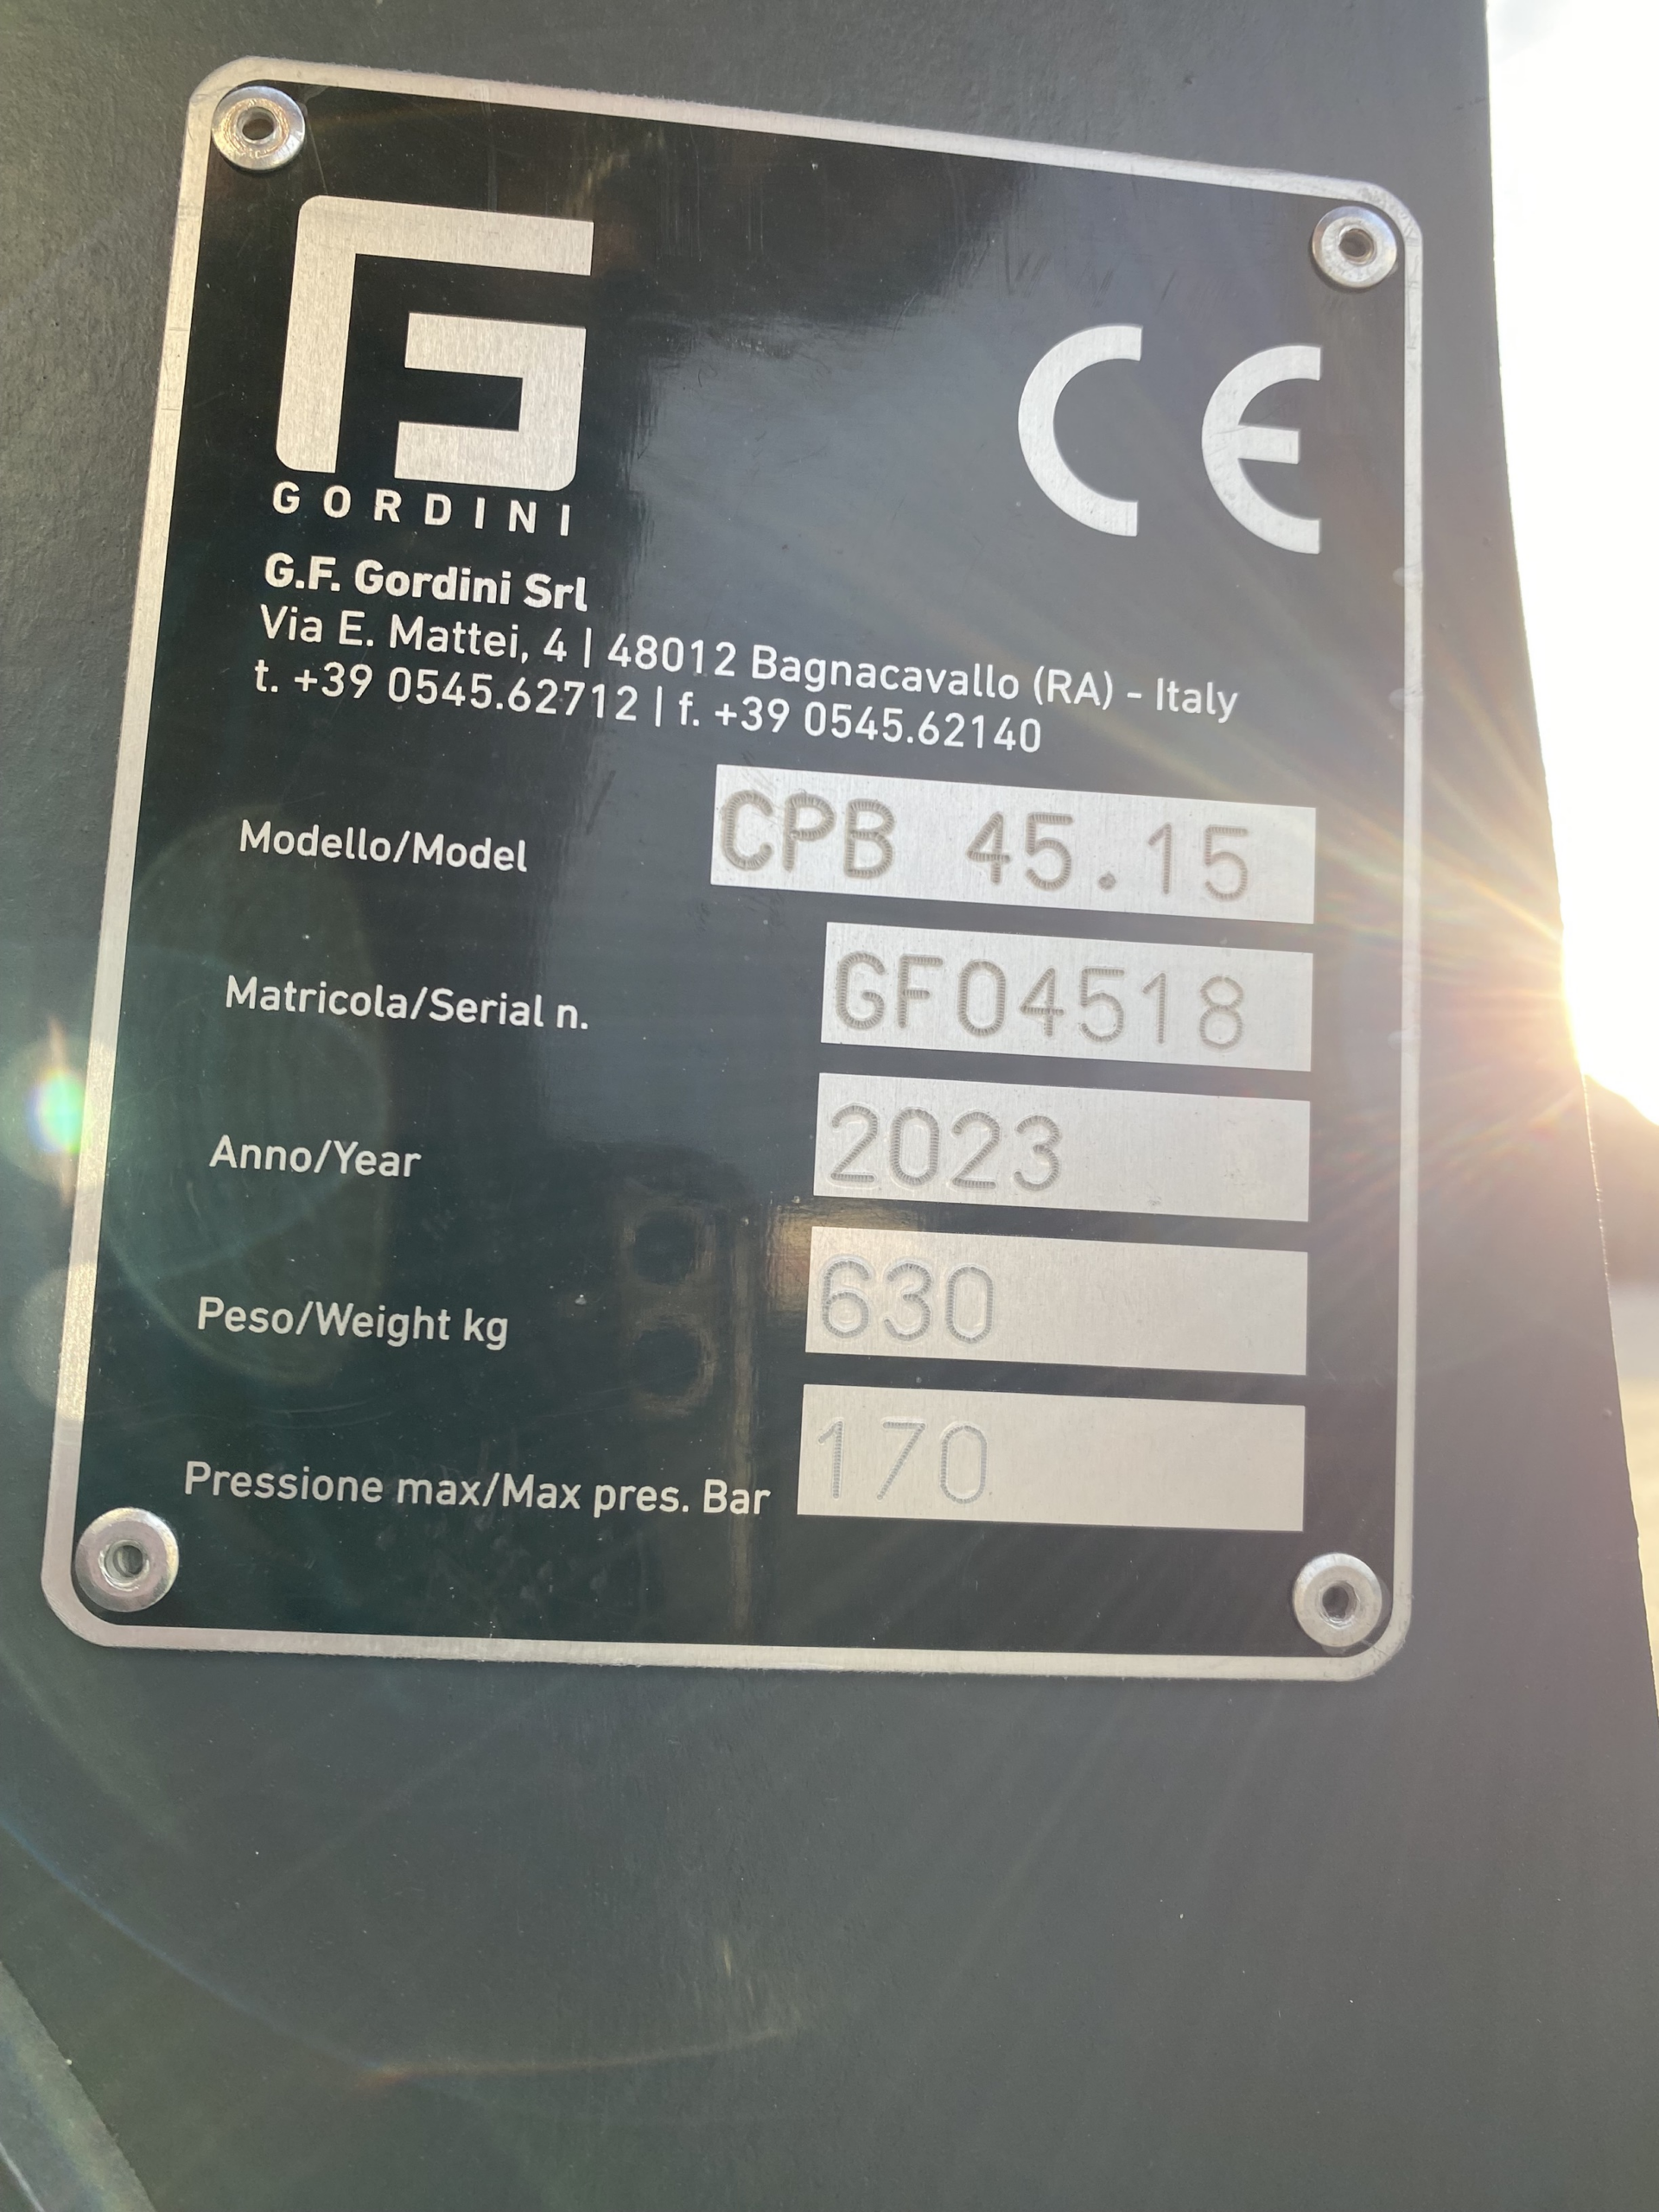 GORDINI
CE
G.F. Gordini Srl
Via E. Mattei, 4 | 48012 Bagnacavallo (RA) - Italy
t. +39 0545.62712 | f. +39 0545.62140
Modello/Model CPB 45.15
Matricola/Serial n. GF04518
Anno/Year 2023
Peso/Weight kg 630
Pressione max/Max pres. Bar 170